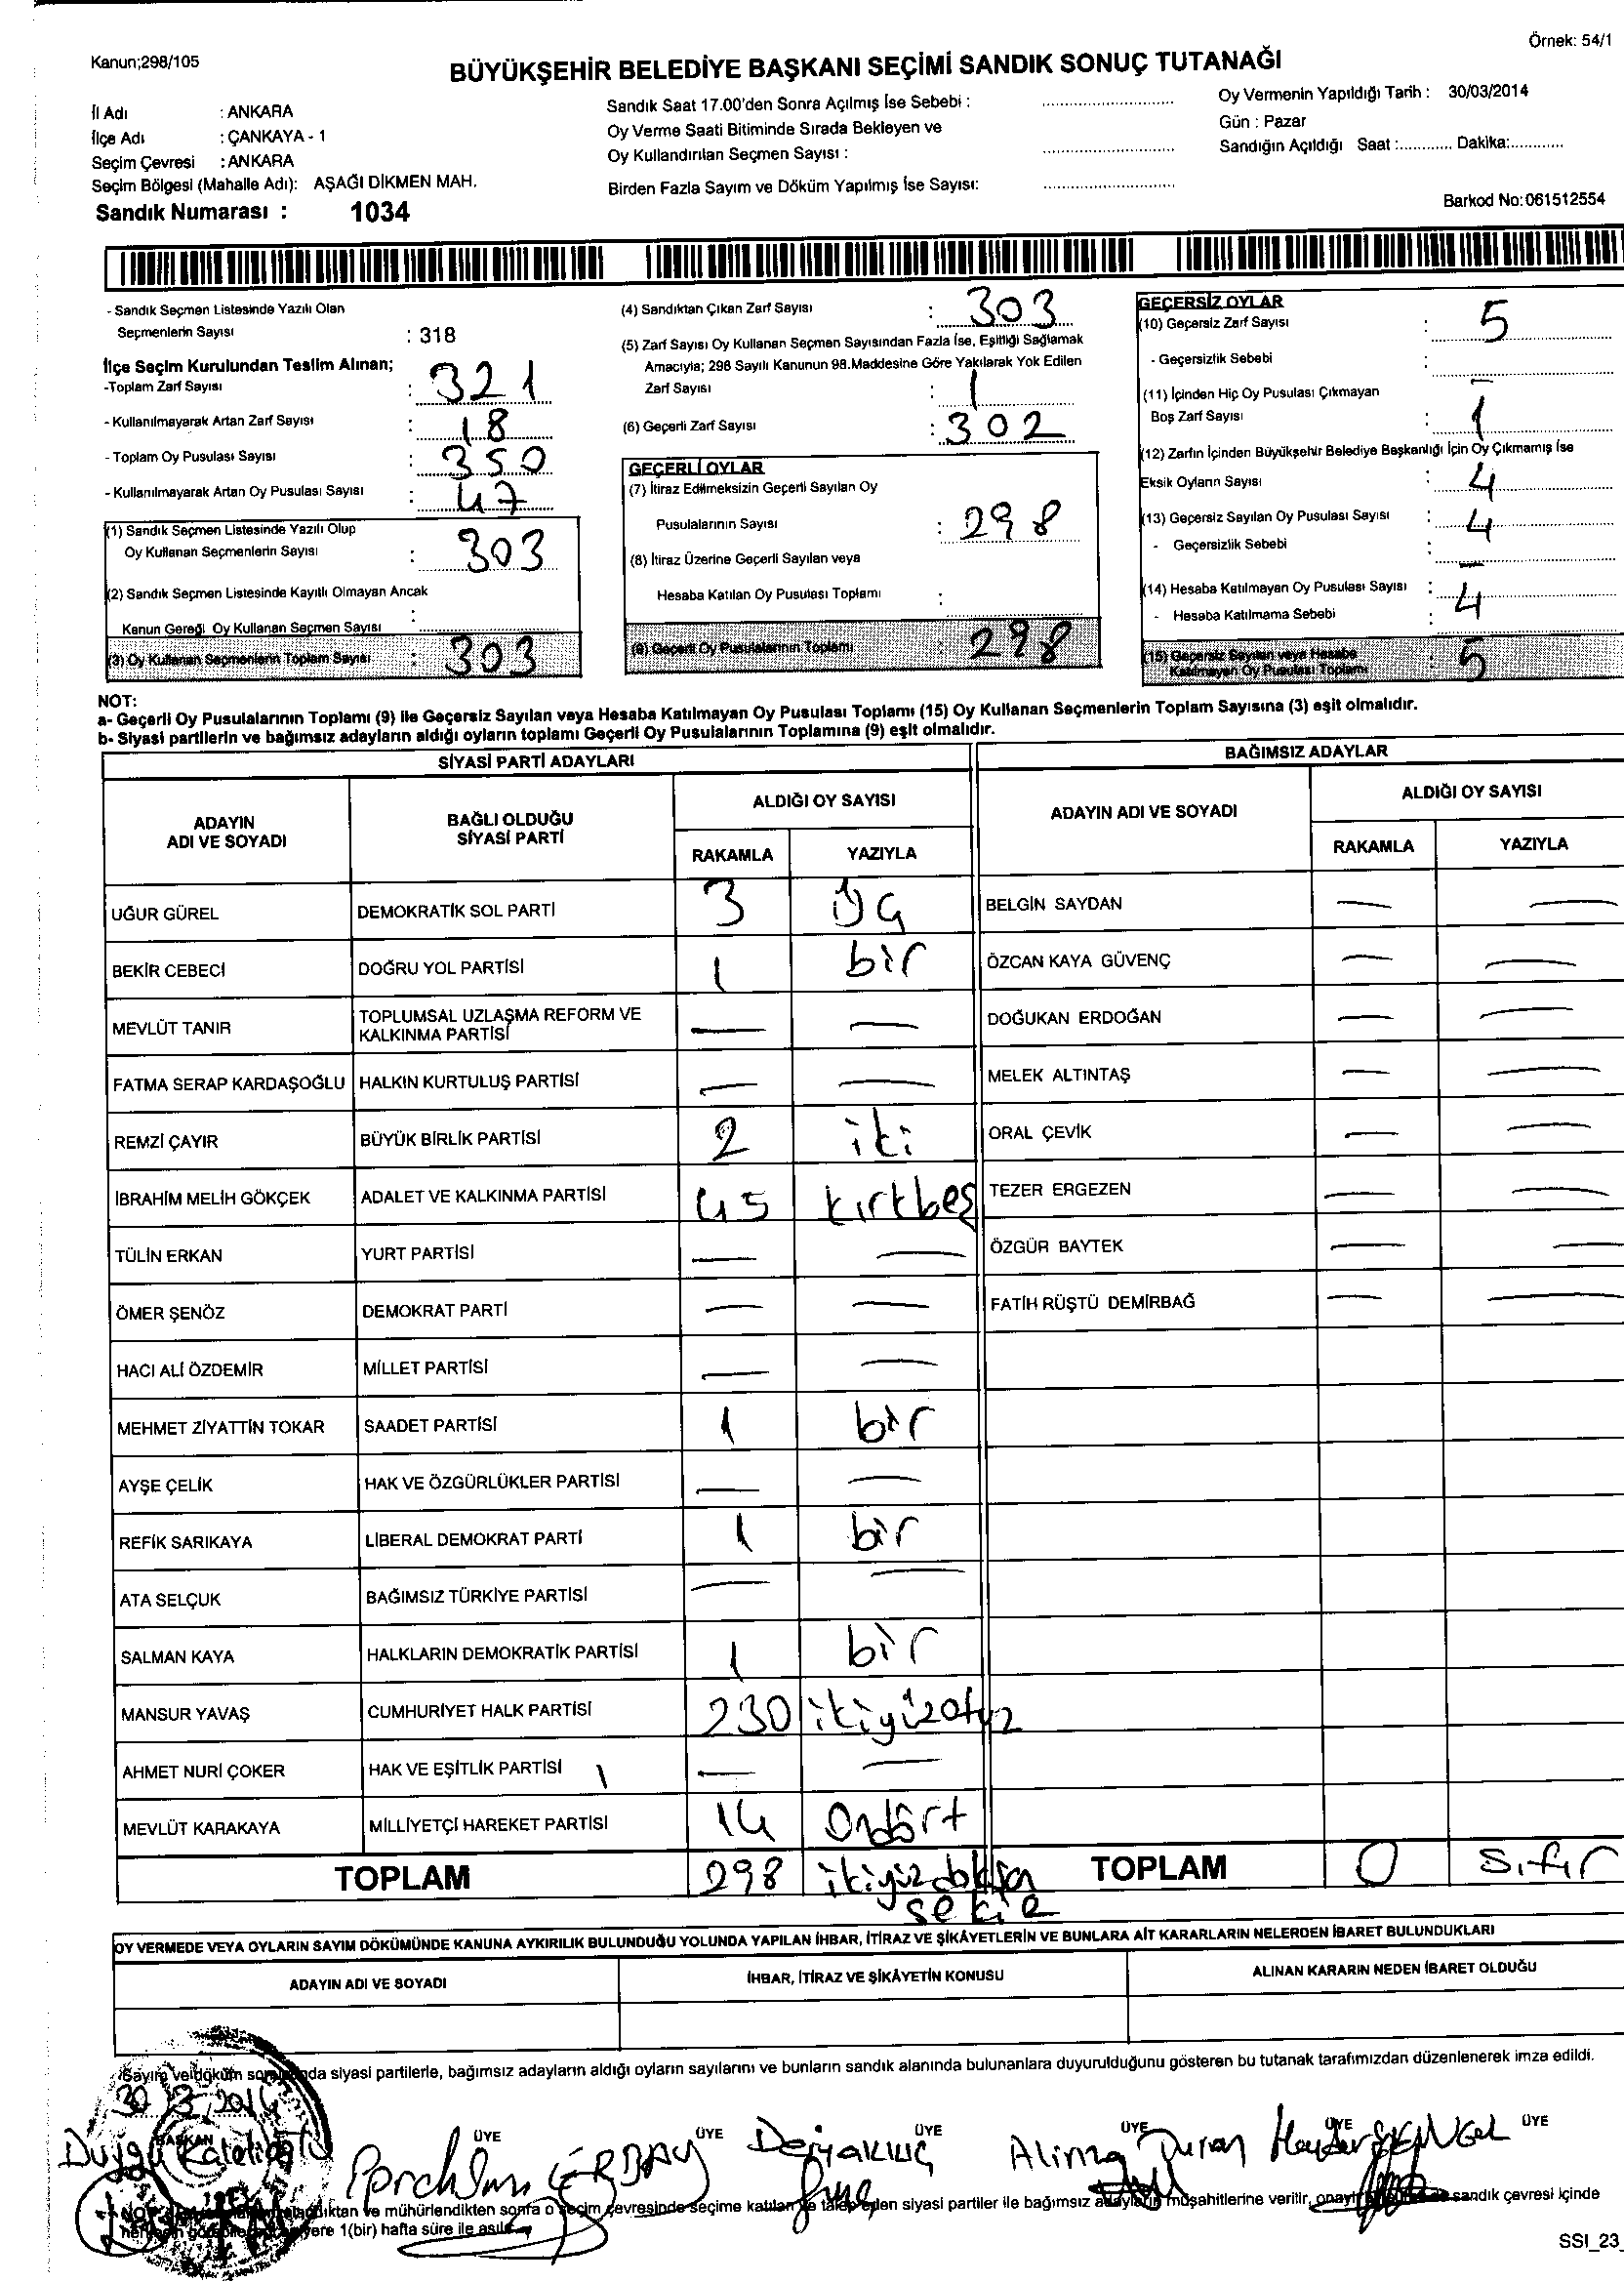 Örnek: 54/1
Kanun;298/105
BÜYÜKŞEHİR BELEDİYE BAŞKANI SEÇİMİ SANDIK SONUÇ TUTANAĞI
İl Adı : ANKARA
İlçe Adı : ÇANKAYA - 1
Seçim Çevresi : ANKARA
Seçim Bölgesi (Mahalle Adı): AŞAĞI DİKMEN MAH.
Sandık Numarası : 1034
Sandık Saat 17.00'den Sonra Açılmış İse Sebebi :
Oy Verme Saati Bitiminde Sırada Bekleyen ve
Oy Kullandırılan Seçmen Sayısı :
Birden Fazla Sayım ve Döküm Yapılmış İse Sayısı:
Oy Vermenin Yapıldığı Tarih : 30/03/2014
Gün : Pazar
Sandığın Açıldığı Saat :............ Dakika:............
Barkod No:061512554
- Sandık Seçmen Listesinde Yazılı Olan
Seçmenlerin Sayısı : 318
İlçe Seçim Kurulundan Teslim Alınan;
-Toplam Zarf Sayısı : 321
- Kullanılmayarak Artan Zarf Sayısı : 18
- Toplam Oy Pusulası Sayısı : 350
- Kullanılmayarak Artan Oy Pusulası Sayısı : 47
(1) Sandık Seçmen Listesinde Yazılı Olup
Oy Kullanan Seçmenlerin Sayısı : 303
(2) Sandık Seçmen Listesinde Kayıtlı Olmayan Ancak
Kanun Gereği Oy Kullanan Seçmen Sayısı :
(3) Oy Kullanan Seçmenlerin Toplam Sayısı : 303
(4) Sandıktan Çıkan Zarf Sayısı : 303
(5) Zarf Sayısı Oy Kullanan Seçmen Sayısından Fazla İse, Eşitliği Sağlamak
Amacıyla; 298 Sayılı Kanunun 98.Maddesine Göre Yakılarak Yok Edilen
Zarf Sayısı : 1
(6) Geçerli Zarf Sayısı : 302
GEÇERLİ OYLAR
(7) İtiraz Edilmeksizin Geçerli Sayılan Oy
Pusulalarının Sayısı : 298
(8) İtiraz Üzerine Geçerli Sayılan veya
Hesaba Katılan Oy Pusulası Toplamı :
(9) Geçerli Oy Pusulalarının Toplamı : 298
GEÇERSİZ OYLAR
(10) Geçersiz Zarf Sayısı : 5
- Geçersizlik Sebebi : –
(11) İçinden Hiç Oy Pusulası Çıkmayan
Boş Zarf Sayısı : 1
(12) Zarfın İçinden Büyükşehir Belediye Başkanlığı İçin Oy Çıkmamış İse
Eksik Oyların Sayısı : 4
(13) Geçersiz Sayılan Oy Pusulası Sayısı : 4
- Geçersizlik Sebebi : –
(14) Hesaba Katılmayan Oy Pusulası Sayısı : 4
- Hesaba Katılmama Sebebi :
(15) Geçersiz Sayılan veya Hesaba
Katılmayan Oy Pusulası Toplamı : 5
NOT:
a- Geçerli Oy Pusulalarının Toplamı (9) ile Geçersiz Sayılan veya Hesaba Katılmayan Oy Pusulası Toplamı (15) Oy Kullanan Seçmenlerin Toplam Sayısına (3) eşit olmalıdır.
b- Siyasi partilerin ve bağımsız adayların aldığı oyların toplamı Geçerli Oy Pusulalarının Toplamına (9) eşit olmalıdır.
SİYASİ PARTİ ADAYLARI
ADAYIN ADI VE SOYADI BAĞLI OLDUĞU SİYASİ PARTİ ALDIĞI OY SAYISI
RAKAMLA YAZIYLA
UĞUR GÜREL DEMOKRATİK SOL PARTİ 3 üç
BEKİR CEBECİ DOĞRU YOL PARTİSİ 1 bir
MEVLÜT TANIR TOPLUMSAL UZLAŞMA REFORM VE KALKINMA PARTİSİ — —
FATMA SERAP KARDAŞOĞLU HALKIN KURTULUŞ PARTİSİ — —
REMZİ ÇAYIR BÜYÜK BİRLİK PARTİSİ 2 iki
İBRAHİM MELİH GÖKÇEK ADALET VE KALKINMA PARTİSİ 45 kırkbeş
TÜLİN ERKAN YURT PARTİSİ — —
ÖMER ŞENÖZ DEMOKRAT PARTİ — —
HACI ALİ ÖZDEMİR MİLLET PARTİSİ — —
MEHMET ZİYATTİN TOKAR SAADET PARTİSİ 1 bir
AYŞE ÇELİK HAK VE ÖZGÜRLÜKLER PARTİSİ — —
REFİK SARIKAYA LİBERAL DEMOKRAT PARTİ 1 bir
ATA SELÇUK BAĞIMSIZ TÜRKİYE PARTİSİ — —
SALMAN KAYA HALKLARIN DEMOKRATİK PARTİSİ 1 bir
MANSUR YAVAŞ CUMHURİYET HALK PARTİSİ 230 ikiyüzotuz
AHMET NURİ ÇOKER HAK VE EŞİTLİK PARTİSİ — —
MEVLÜT KARAKAYA MİLLİYETÇİ HAREKET PARTİSİ 14 Ondört
TOPLAM 298 ikiyüzdoksan
sekiz
BAĞIMSIZ ADAYLAR
ADAYIN ADI VE SOYADI ALDIĞI OY SAYISI
RAKAMLA YAZIYLA
BELGİN SAYDAN — —
ÖZCAN KAYA GÜVENÇ — —
DOĞUKAN ERDOĞAN — —
MELEK ALTINTAŞ — —
ORAL ÇEVİK — —
TEZER ERGEZEN — —
ÖZGÜR BAYTEK — —
FATİH RÜŞTÜ DEMİRBAĞ — —
TOPLAM 0 Sıfır
OY VERMEDE VEYA OYLARIN SAYIM DÖKÜMÜNDE KANUNA AYKIRILIK BULUNDUĞU YOLUNDA YAPILAN İHBAR, İTİRAZ VE ŞİKÂYETLERİN VE BUNLARA AİT KARARLARIN NELERDEN İBARET BULUNDUKLARI
ADAYIN ADI VE SOYADI İHBAR, İTİRAZ VE ŞİKÂYETİN KONUSU ALINAN KARARIN NEDEN İBARET OLDUĞU
Sayım ve döküm siyasi partilerle, bağımsız adayların aldığı oyların sayılarını ve bunların sandık alanında bulunanlara duyurulduğunu gösteren bu tutanak tarafımızdan düzenlenerek imza edildi.
30/3/2014
BAŞKAN ÜYE ÜYE ÜYE ÜYE ÜYE ÜYE
Duygu ERBAY Derya KILIÇ Alima Duran Haydar ŞENGEL
ve mühürlendikten sonra o seçim çevresinde seçime katılan ve talep eden siyasi partiler ile bağımsız adayların müşahitlerine verilir, sandık çevresi içinde
yere 1(bir) hafta süre ile asılır.
SSI_23_